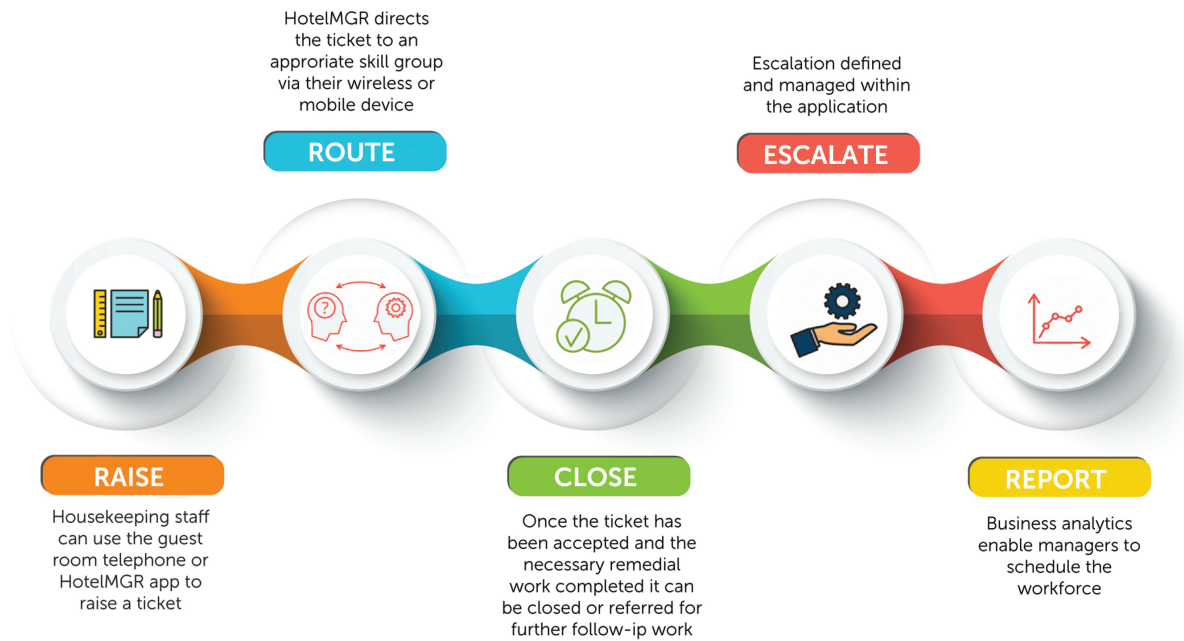 HotelMGR directs
the ticket to an
approriate skill group
via their wireless or
mobile device
ROUTE
Escalation defined
and managed within
the application
ESCALATE
?
RAISE
Housekeeping staff
can use the guest
room telephone or
HotelMGR app to
raise a ticket
CLOSE
Once the ticket has
been accepted and the
necessary remedial
work completed it can
be closed or referred for
further follow-ip work
REPORT
Business analytics
enable managers to
schedule the
workforce